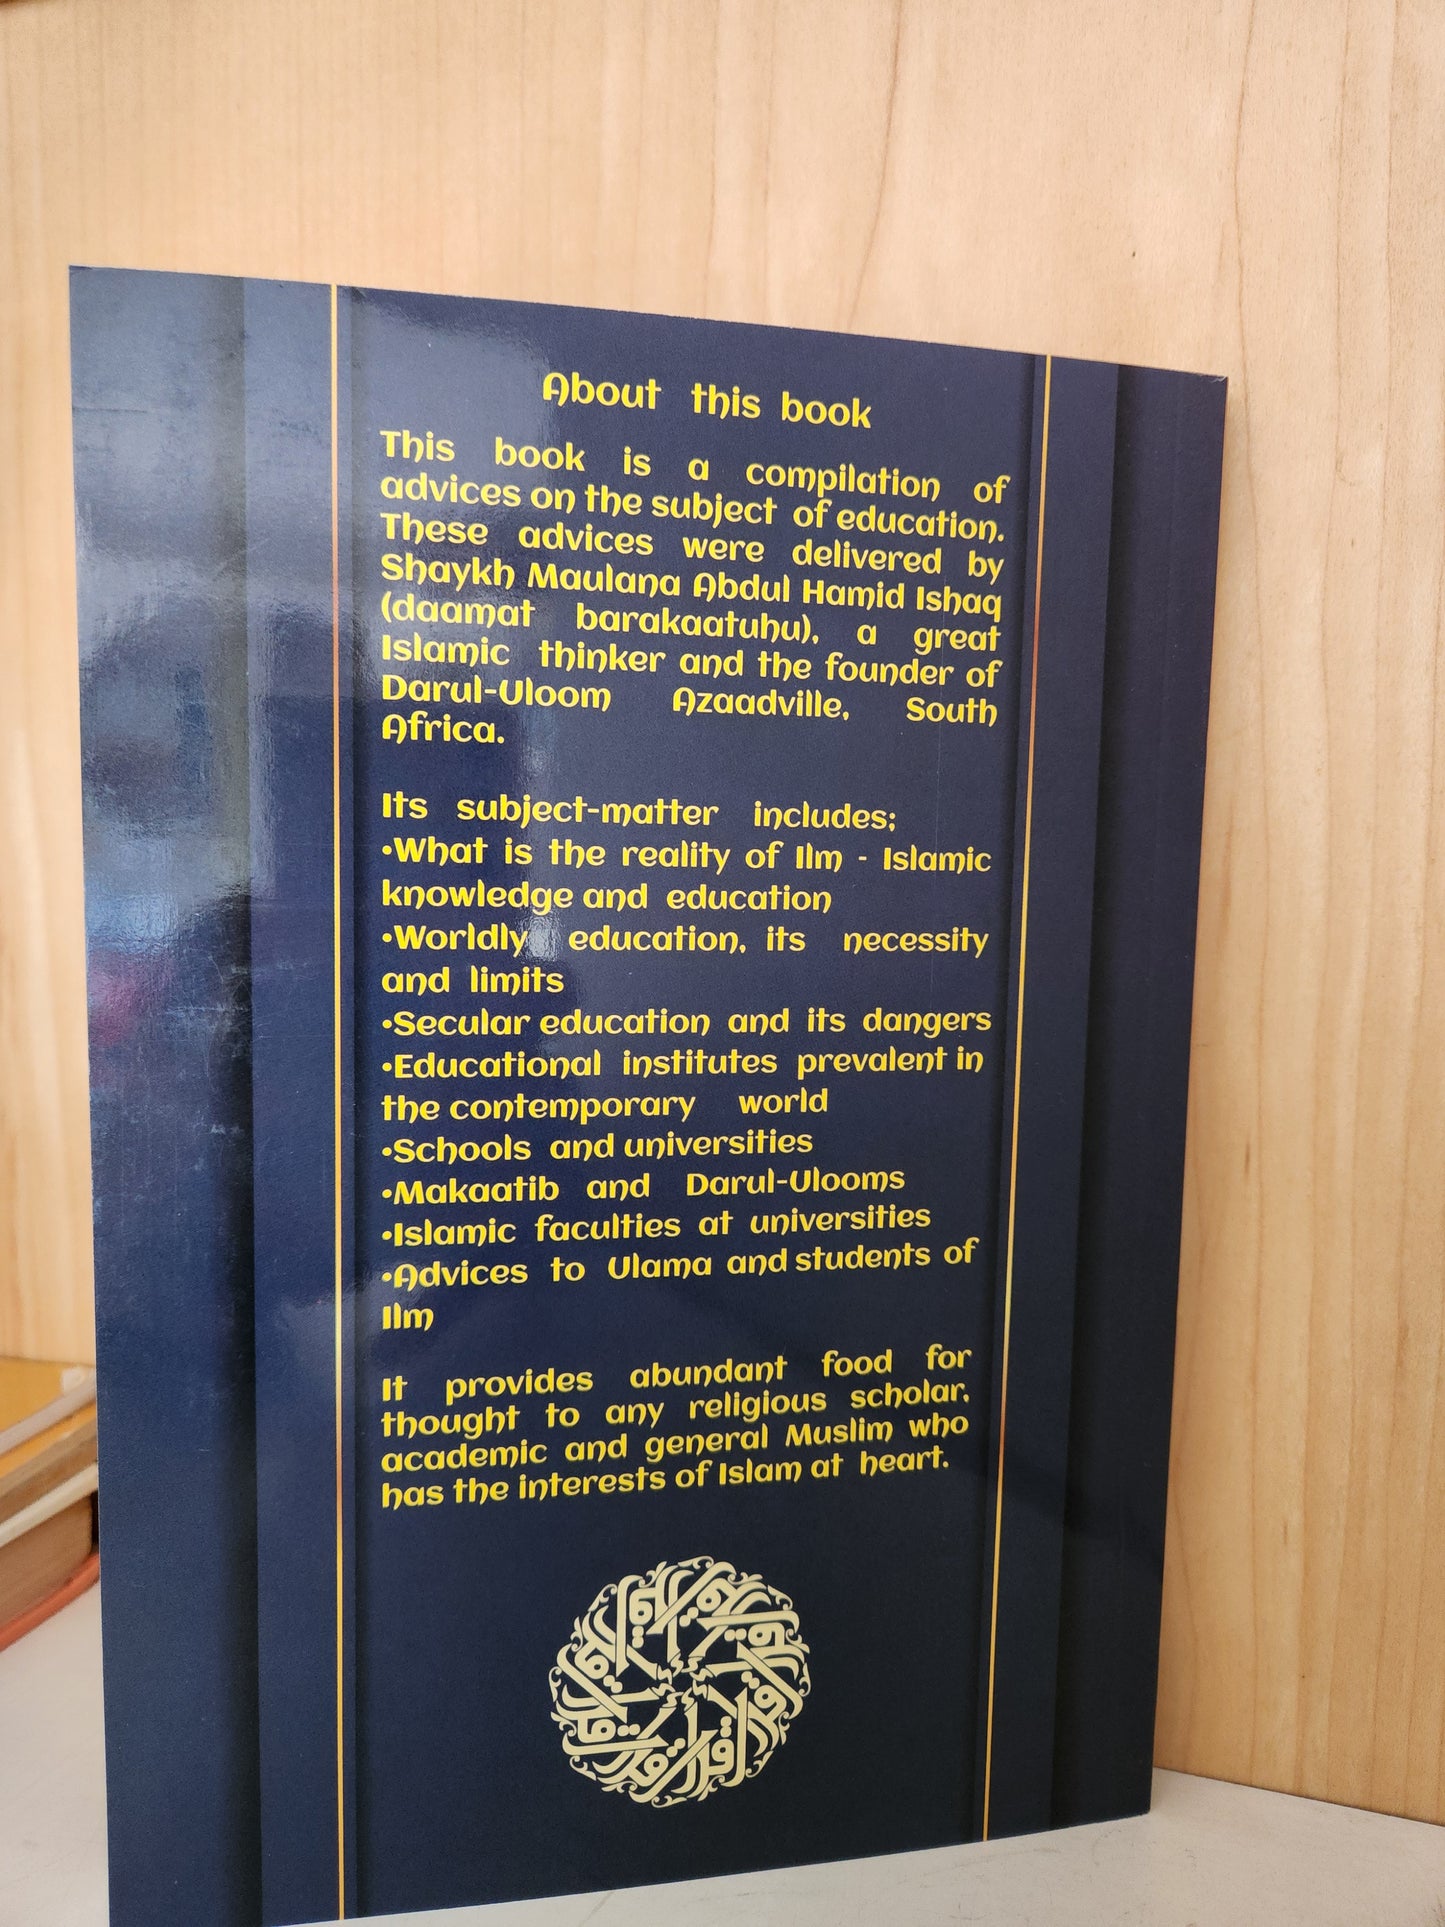 About this book
This book is a compilation of
advices on the subject of education.
These advices were delivered by
Shaykh Maulana Abdul Hamid Ishaq
(daamat barakaatuhu), a great
Islamic thinker and the founder of
Darul-Uloom Azaadville, South
Africa.
Its subject-matter includes;
•What is the reality of Ilm - Islamic
knowledge and education
•Worldly education, its necessity
and limits
•Secular education and its dangers
•Educational institutes prevalent in
the contemporary world
•Schools and universities
•Makaatib and Darul-Ulooms
•Islamic faculties at universities
•Advices to Ulama and students of
Ilm
It provides abundant food for
thought to any religious scholar,
academic and general Muslim who
has the interests of Islam at heart.